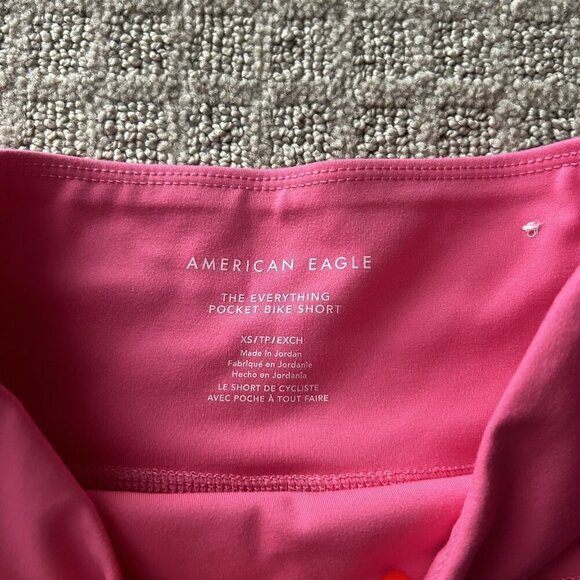 AMERICAN EAGLE
THE EVERYTHING
POCKET BIKE SHORT
XS/TP/EXCH
Made in Jordan
Fabriqué en Jordanie
Hecho en Jordania
LE SHORT DE CYCLISTE
AVEC POCHE À TOUT FAIRE